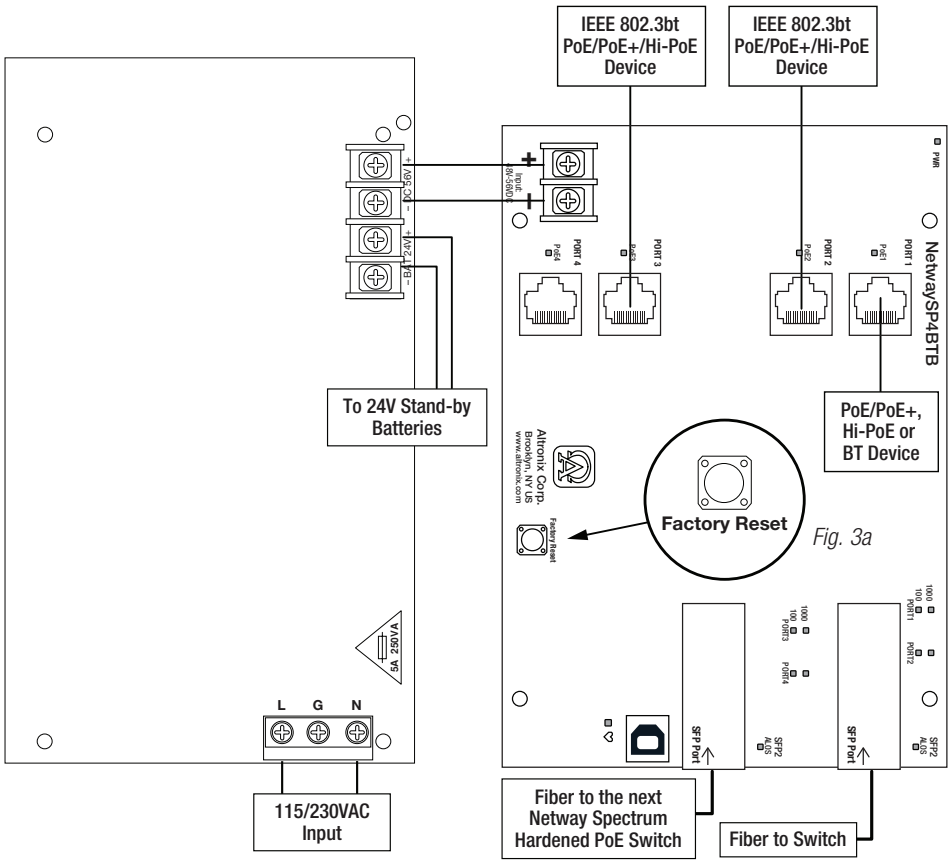 IEEE 802.3bt
PoE/PoE+/Hi-PoE
Device
IEEE 802.3bt
PoE/PoE+/Hi-PoE
Device
– DC 56V +
– BAT 24V +
+
–
Input:
48V-56VDC
PWR
PoE4
PORT 4
PoE3
PORT 3
PoE2
PORT 2
PoE1
PORT 1
NetwaySP4BTB
To 24V Stand-by
Batteries
PoE/PoE+,
Hi-PoE or
BT Device
Altronix Corp.
Brooklyn, NY US
www.altronix.com
Factory Reset
Factory Reset
Fig. 3a
5A 250VA
L G N
115/230VAC
Input
100 1000
PORT3
PORT4
100 1000
PORT1
PORT2
SFP Port
SFP2
ALOS
SFP Port
SFP2
ALOS
Fiber to the next
Netway Spectrum
Hardened PoE Switch
Fiber to Switch